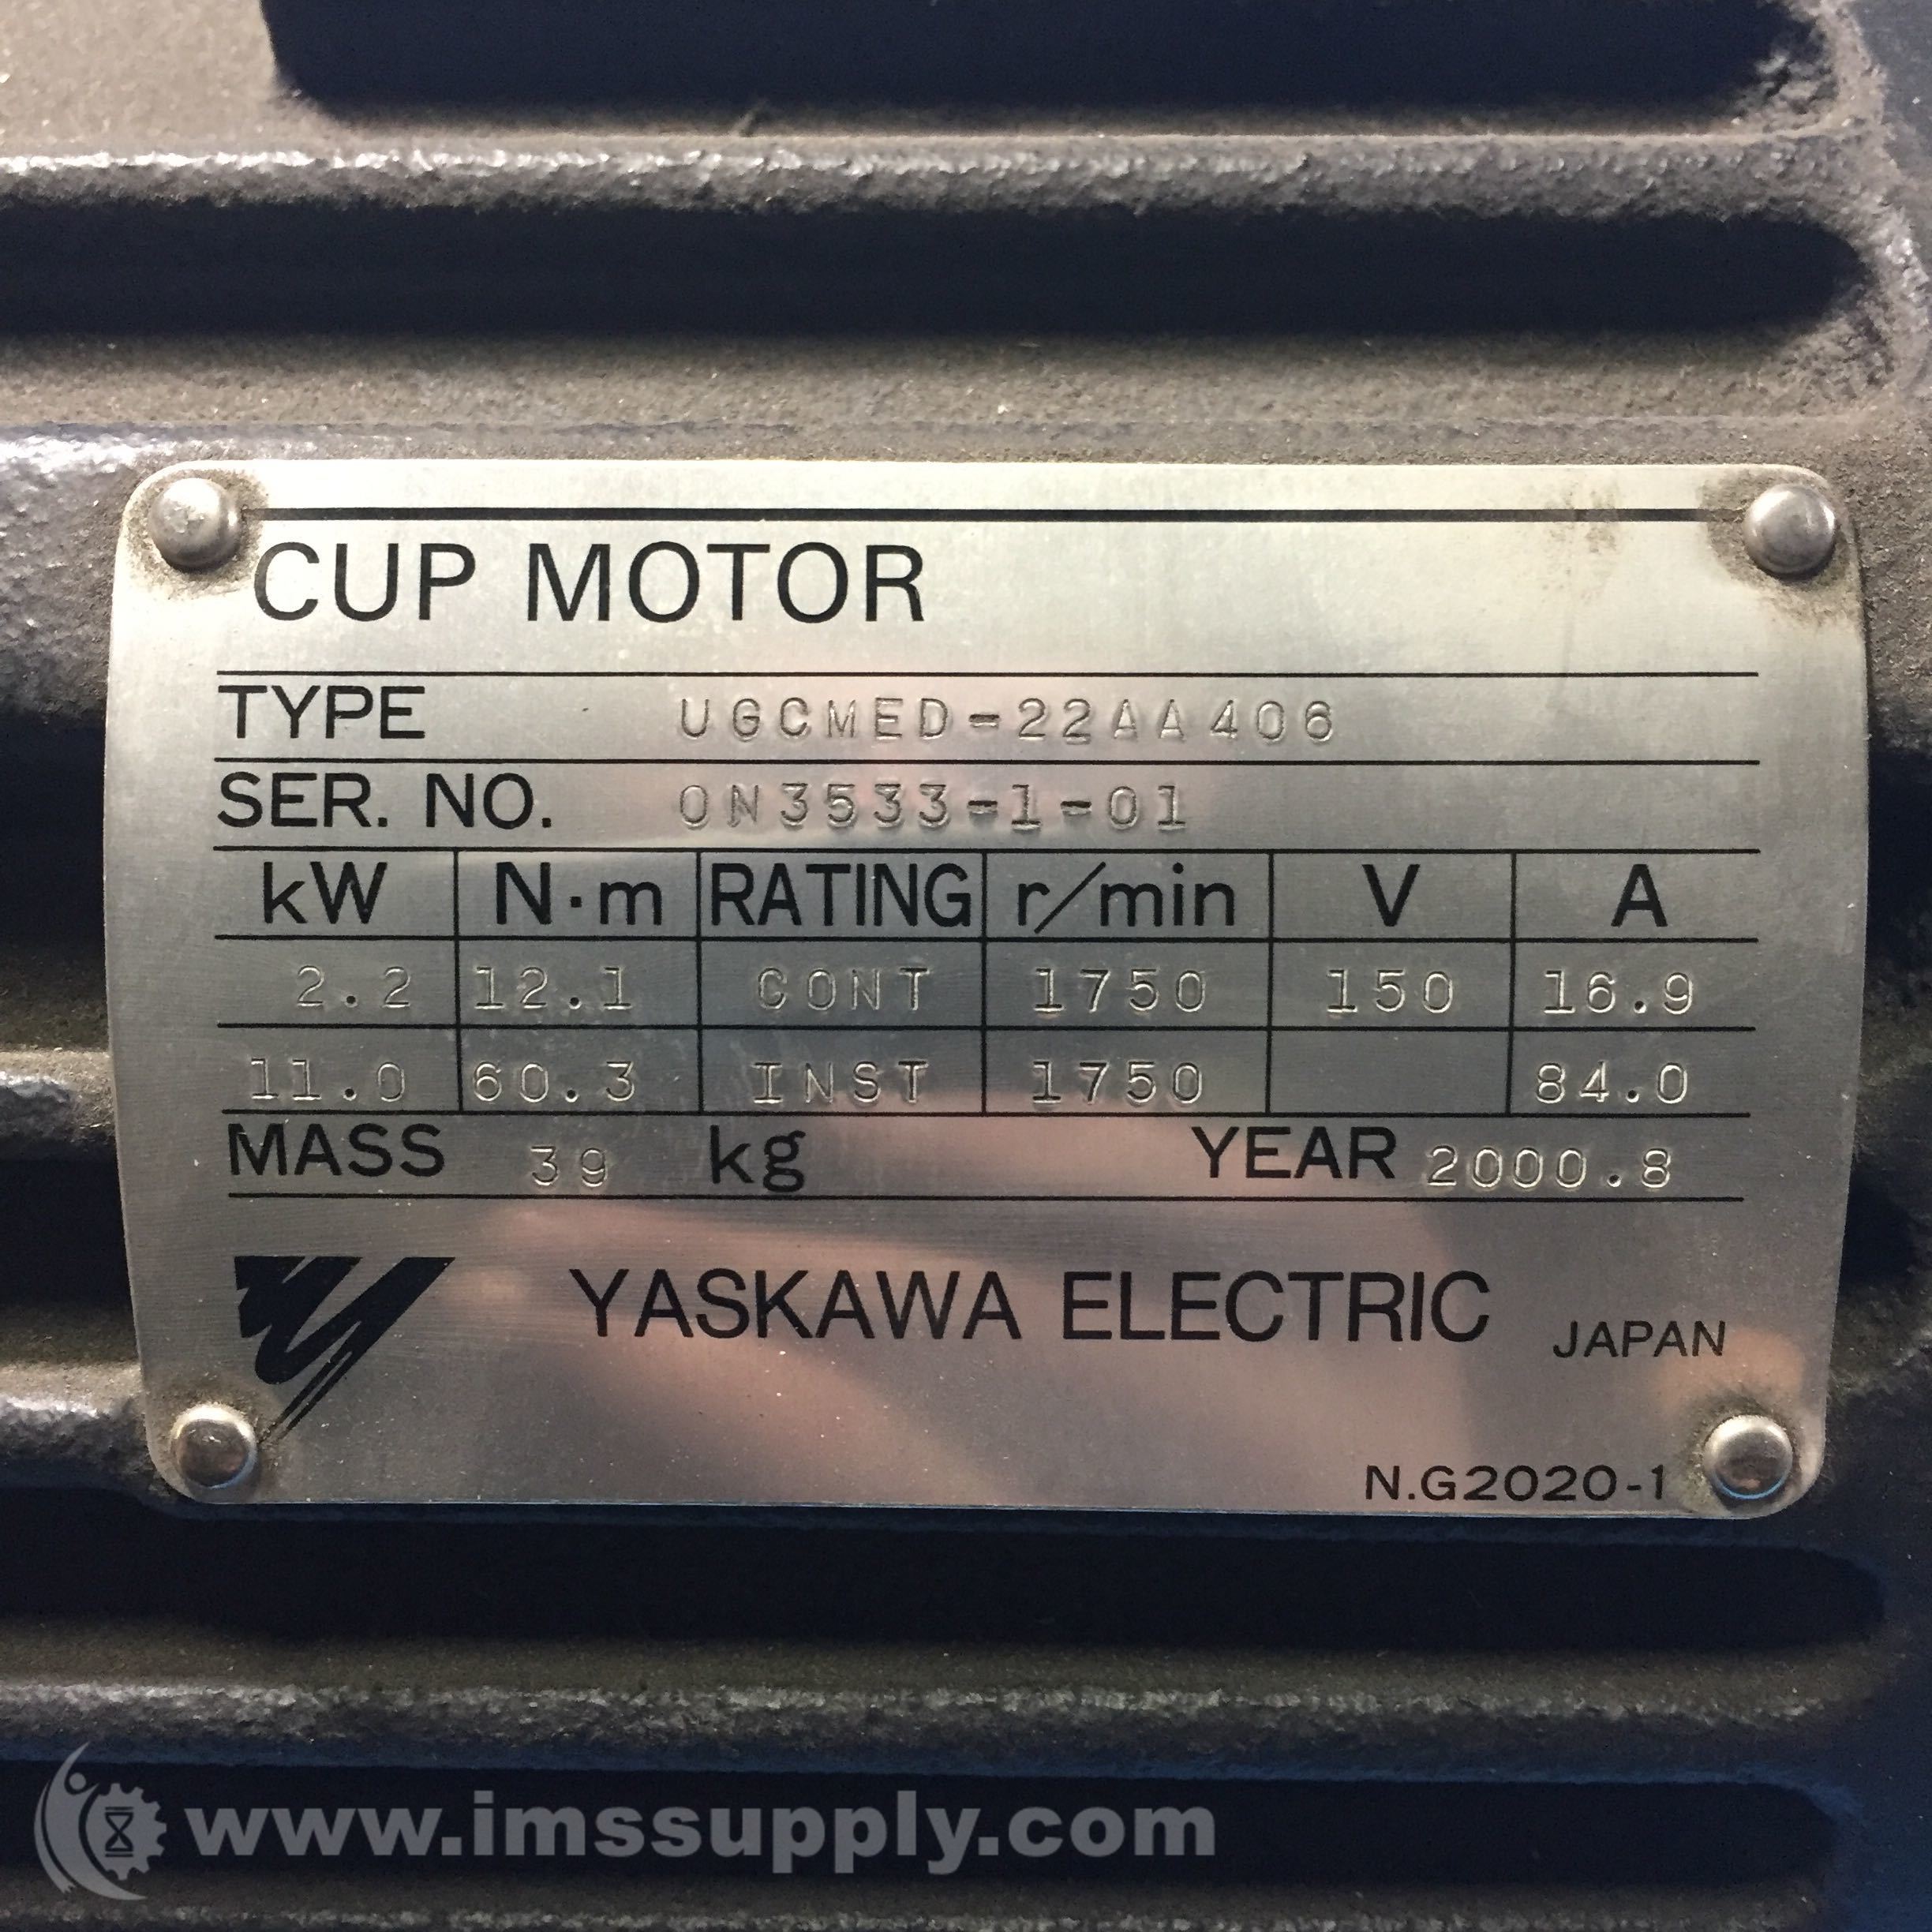 CUP MOTOR
TYPE UGCMED-22AA406
SER. NO. 0N3533-1-01
kW N·m RATING r/min V A
2.2 12.1 CONT 1750 150 16.9
11.0 60.3 INST 1750 84.0
MASS 39 kg YEAR 2000.8
YASKAWA ELECTRIC JAPAN
N.G2020-1
www.imssupply.com